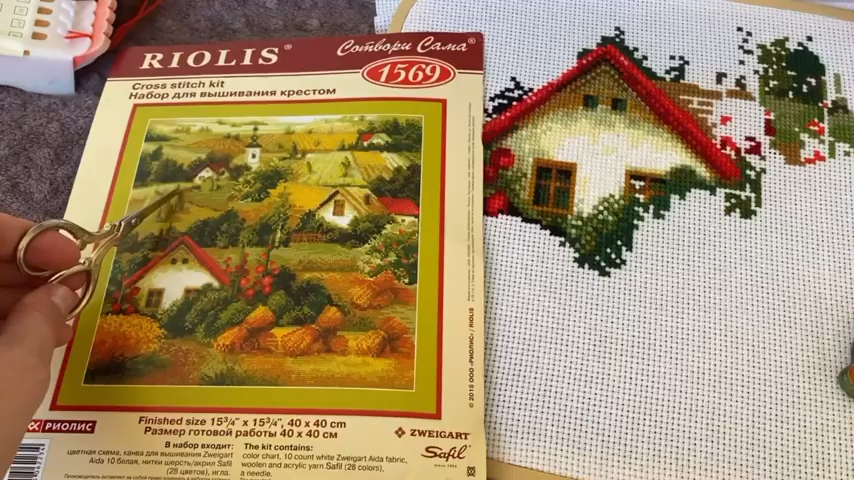 RIOLIS®
Сотвори Сама®
1569
Cross stitch kit
Набор для вышивания крестом
© 2015 ООО «РИОЛИС» / RIOLIS
РИОЛИС
Finished size 15³/₄" x 15³/₄", 40 x 40 cm
Размер готовой работы 40 x 40 см
В набор входит:
цветная схема, канва для вышивания Zweigart
Aida 10 белая, нитки шерсть/акрил Safil
(28 цветов), игла.
The kit contains:
color chart, 10 count white Zweigart Aida fabric,
woolen and acrylic yarn Safil (28 colors),
a needle.
ZWEIGART
Safil